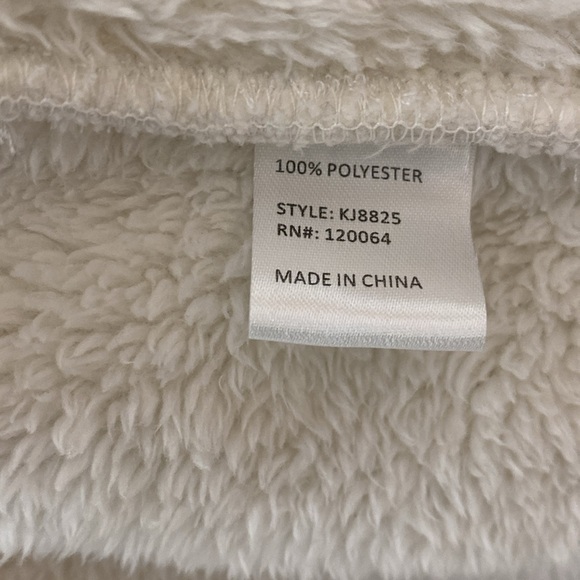 100% POLYESTER
STYLE: KJ8825
RN#: 120064
MADE IN CHINA